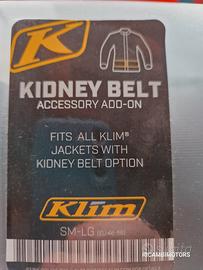 KIDNEY BELT
ACCESSORY ADD-ON
FITS ALL KLIM®
JACKETS WITH
KIDNEY BELT OPTION
Klim
SM-LG
RICAMBIMOTORS